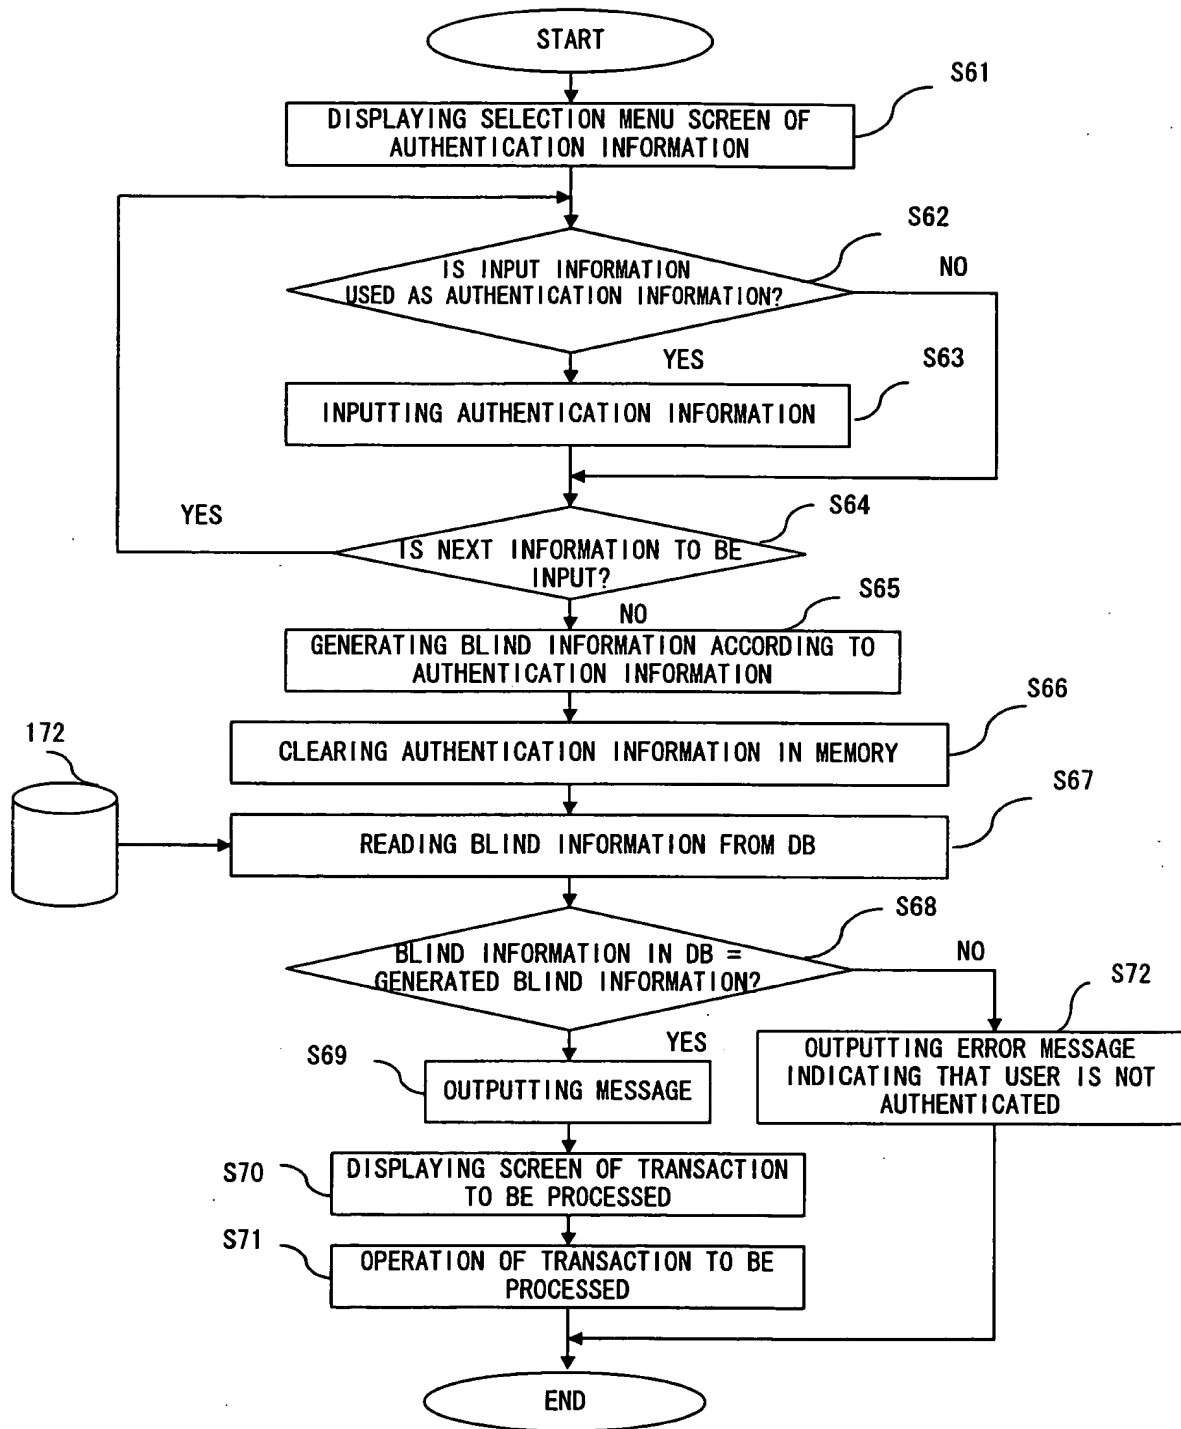 START
S61
DISPLAYING SELECTION MENU SCREEN OF
AUTHENTICATION INFORMATION
S62
IS INPUT INFORMATION
USED AS AUTHENTICATION INFORMATION?
NO
YES
S63
INPUTTING AUTHENTICATION INFORMATION
S64
YES
IS NEXT INFORMATION TO BE
INPUT?
S65
NO
GENERATING BLIND INFORMATION ACCORDING TO
AUTHENTICATION INFORMATION
S66
172
CLEARING AUTHENTICATION INFORMATION IN MEMORY
S67
READING BLIND INFORMATION FROM DB
S68
BLIND INFORMATION IN DB =
GENERATED BLIND INFORMATION?
NO
S72
YES
S69
OUTPUTTING MESSAGE
OUTPUTTING ERROR MESSAGE
INDICATING THAT USER IS NOT
AUTHENTICATED
S70
DISPLAYING SCREEN OF TRANSACTION
TO BE PROCESSED
S71
OPERATION OF TRANSACTION TO BE
PROCESSED
END